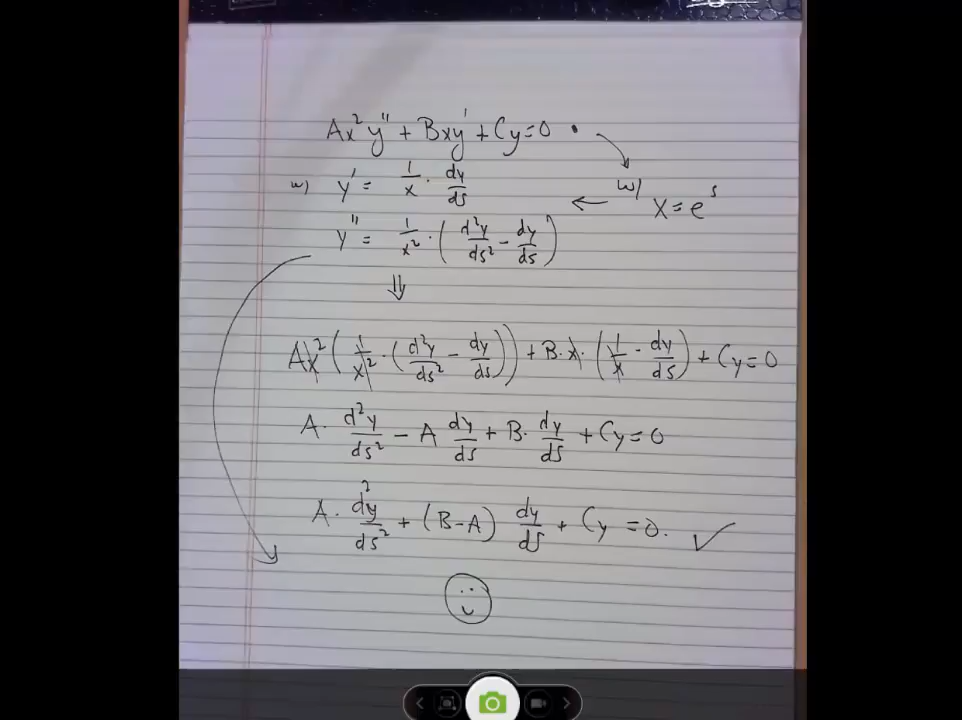 Ax²y'' + Bxy' + Cy=0 .
w/ x=e^s
w) y' = 1/x · dy/ds
y'' = 1/x² · (d²y/ds² - dy/ds)
⇓
Ax²(1/x² · (d²y/ds² - dy/ds)) + B·x·(1/x · dy/ds) + Cy=0
A· d²y/ds² - A dy/ds + B· dy/ds + Cy=0
A· d²y/ds² + (B-A) dy/ds + Cy =0. ✓